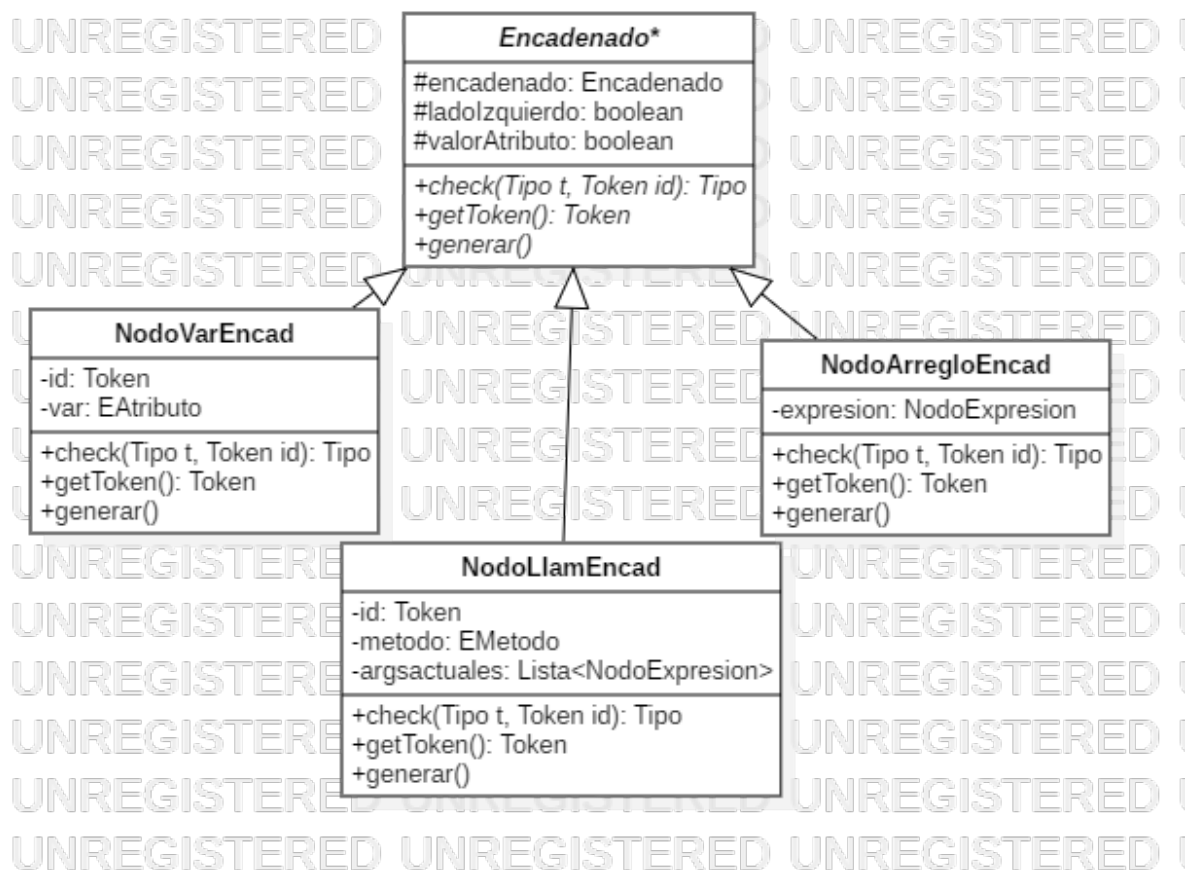 Encadenado*
#encadenado: Encadenado
#ladoIzquierdo: boolean
#valorAtributo: boolean
+check(Tipo t, Token id): Tipo
+getToken(): Token
+generar()
NodoVarEncad
-id: Token
-var: EAtributo
+check(Tipo t, Token id): Tipo
+getToken(): Token
+generar()
NodoArregloEncad
-expresion: NodoExpresion
+check(Tipo t, Token id): Tipo
+getToken(): Token
+generar()
NodoLlamEncad
-id: Token
-metodo: EMetodo
-argsactuales: Lista<NodoExpresion>
+check(Tipo t, Token id): Tipo
+getToken(): Token
+generar()
UNREGISTERED